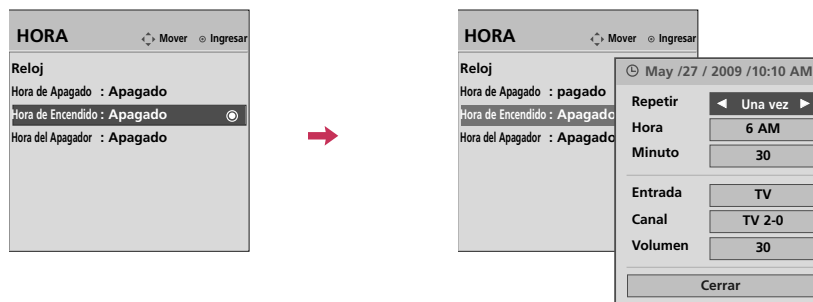 HORA Mover Ingresar
Reloj
Hora de Apagado : Apagado
Hora de Encendido : Apagado
Hora del Apagador : Apagado
HORA Mover Ingresar
Reloj
Hora de Apagado : pagado
Hora de Encendido : Apagado
Hora del Apagador : Apagado
May /27 / 2009 /10:10 AM
Repetir ◀ Una vez ▶
Hora 6 AM
Minuto 30
Entrada TV
Canal TV 2-0
Volumen 30
Cerrar